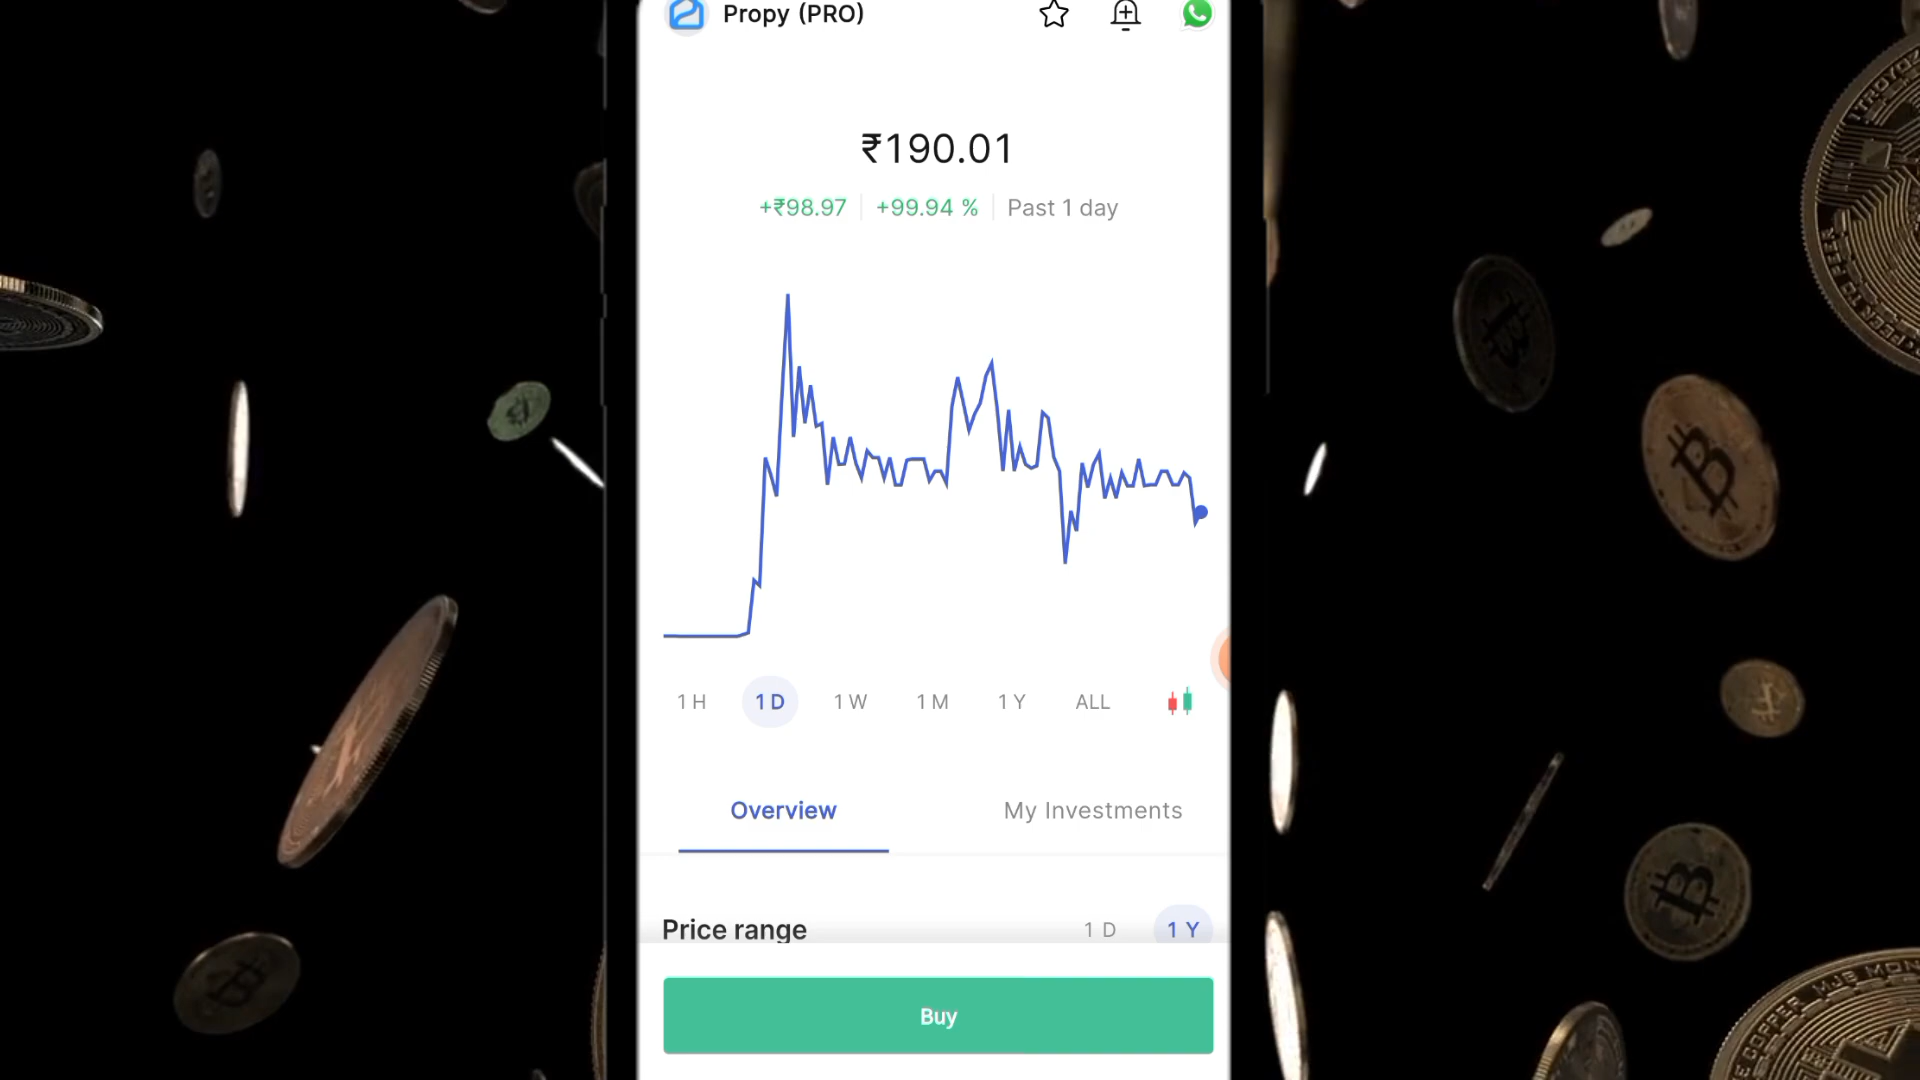 Propy (PRO)
₹190.01
+₹98.97 +99.94 % Past 1 day
1 H 1 D 1 W 1 M 1 Y ALL
Overview My Investments
Price range 1 D 1 Y
Buy